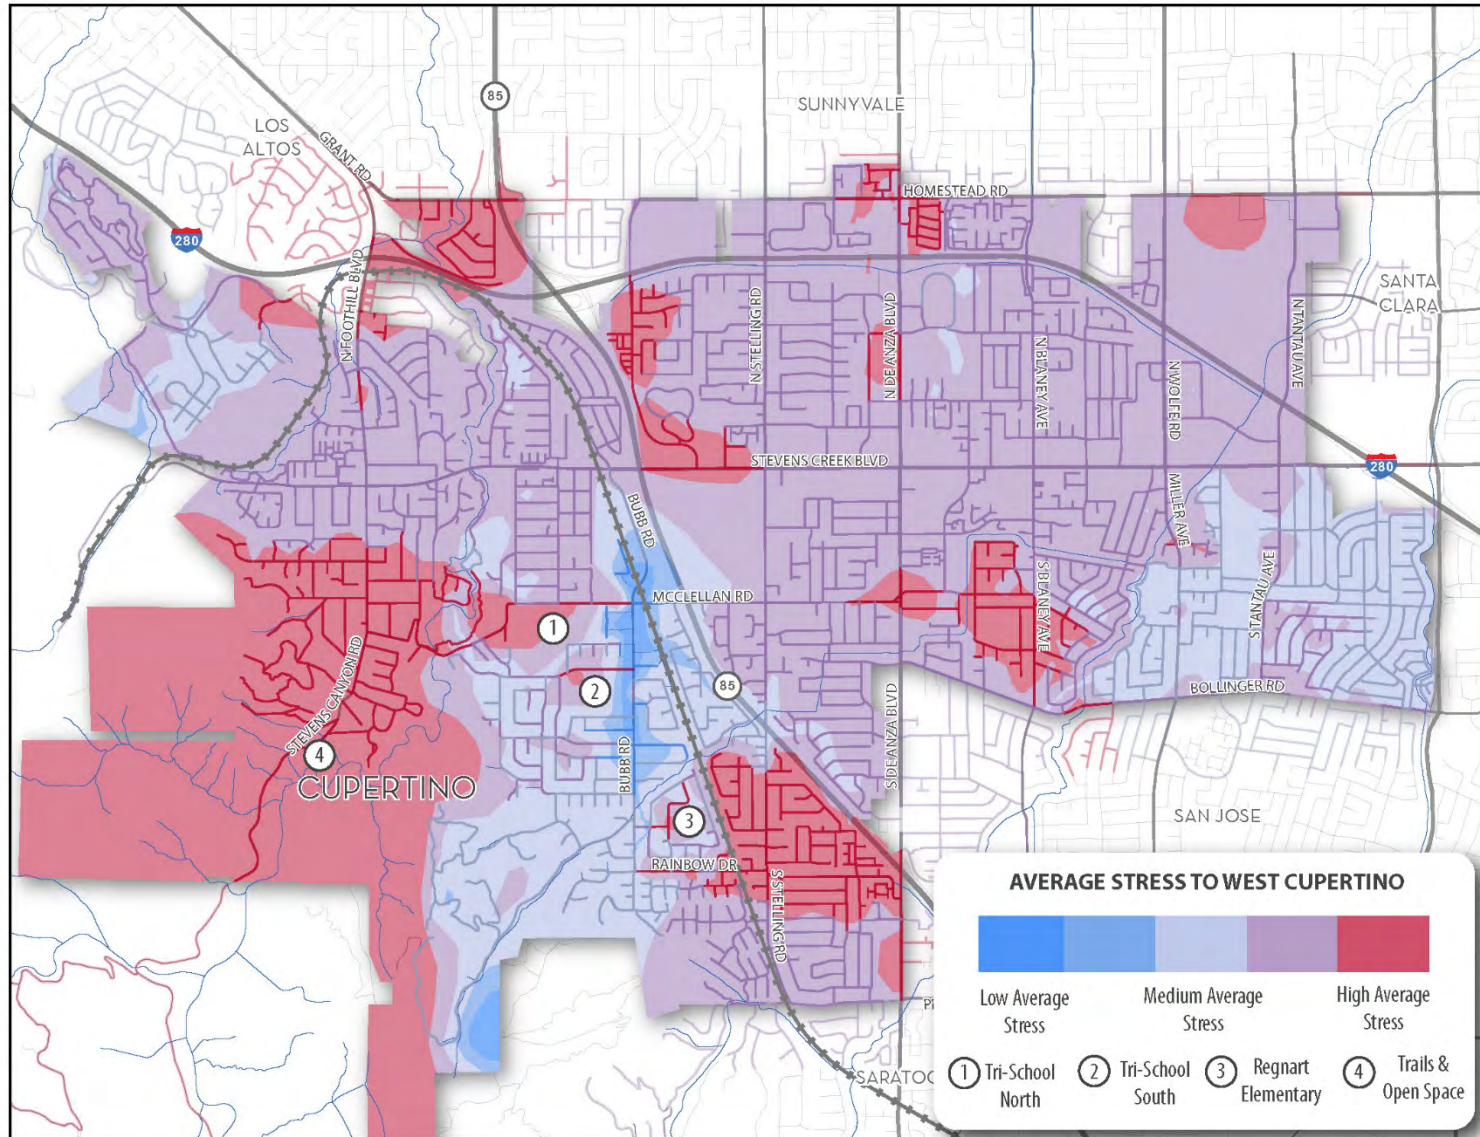 85
SUNNYVALE
LOS
ALTOS
GRANT RD
HOMESTEAD RD
280
N FOOTHILL BLVD
SANTA
CLARA
N STELLING RD
N DE ANZA BLVD
N BLANEY AVE
N WOLFE RD
N TANTAU AVE
STEVENS CREEK BLVD
280
BUBB RD
MILLER AVE
MCCLELLAN RD
S BLANEY AVE
S TANTAU AVE
1
2
85
BOLLINGER RD
STEVENS CANYON RD
S DE ANZA BLVD
BUBB RD
4
CUPERTINO
3
SAN JOSE
RAINBOW DR
S STELLING RD
SARATOG
AVERAGE STRESS TO WEST CUPERTINO
Low Average
Stress
Medium Average
Stress
High Average
Stress
1 Tri-School
North
2 Tri-School
South
3 Regnart
Elementary
4 Trails &
Open Space